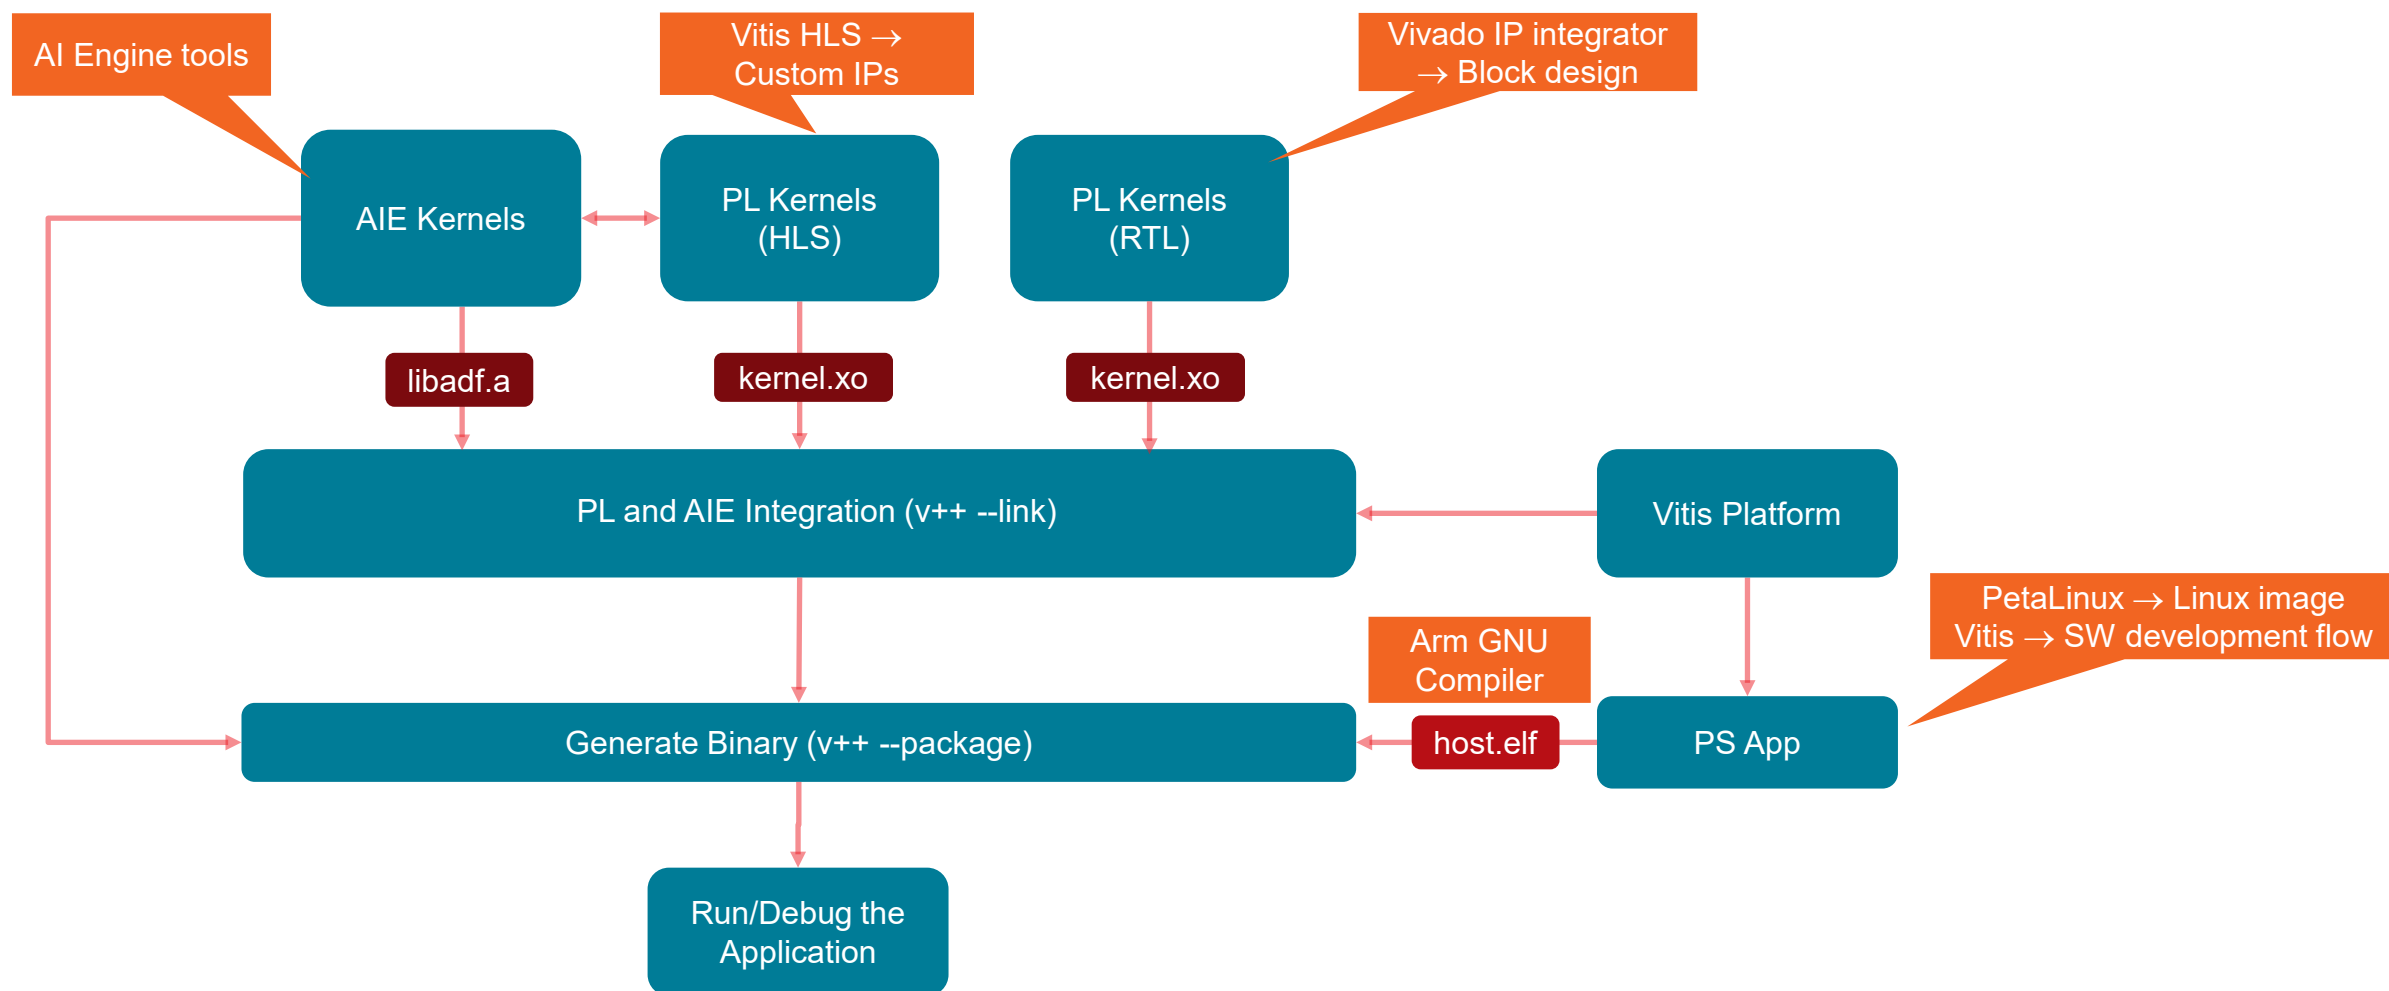 AI Engine tools
Vitis HLS →
Custom IPs
Vivado IP integrator
→ Block design
AIE Kernels
PL Kernels
(HLS)
PL Kernels
(RTL)
libadf.a
kernel.xo
kernel.xo
PL and AIE Integration (v++ --link)
Vitis Platform
PetaLinux → Linux image
Vitis → SW development flow
Arm GNU
Compiler
Generate Binary (v++ --package)
host.elf
PS App
Run/Debug the
Application